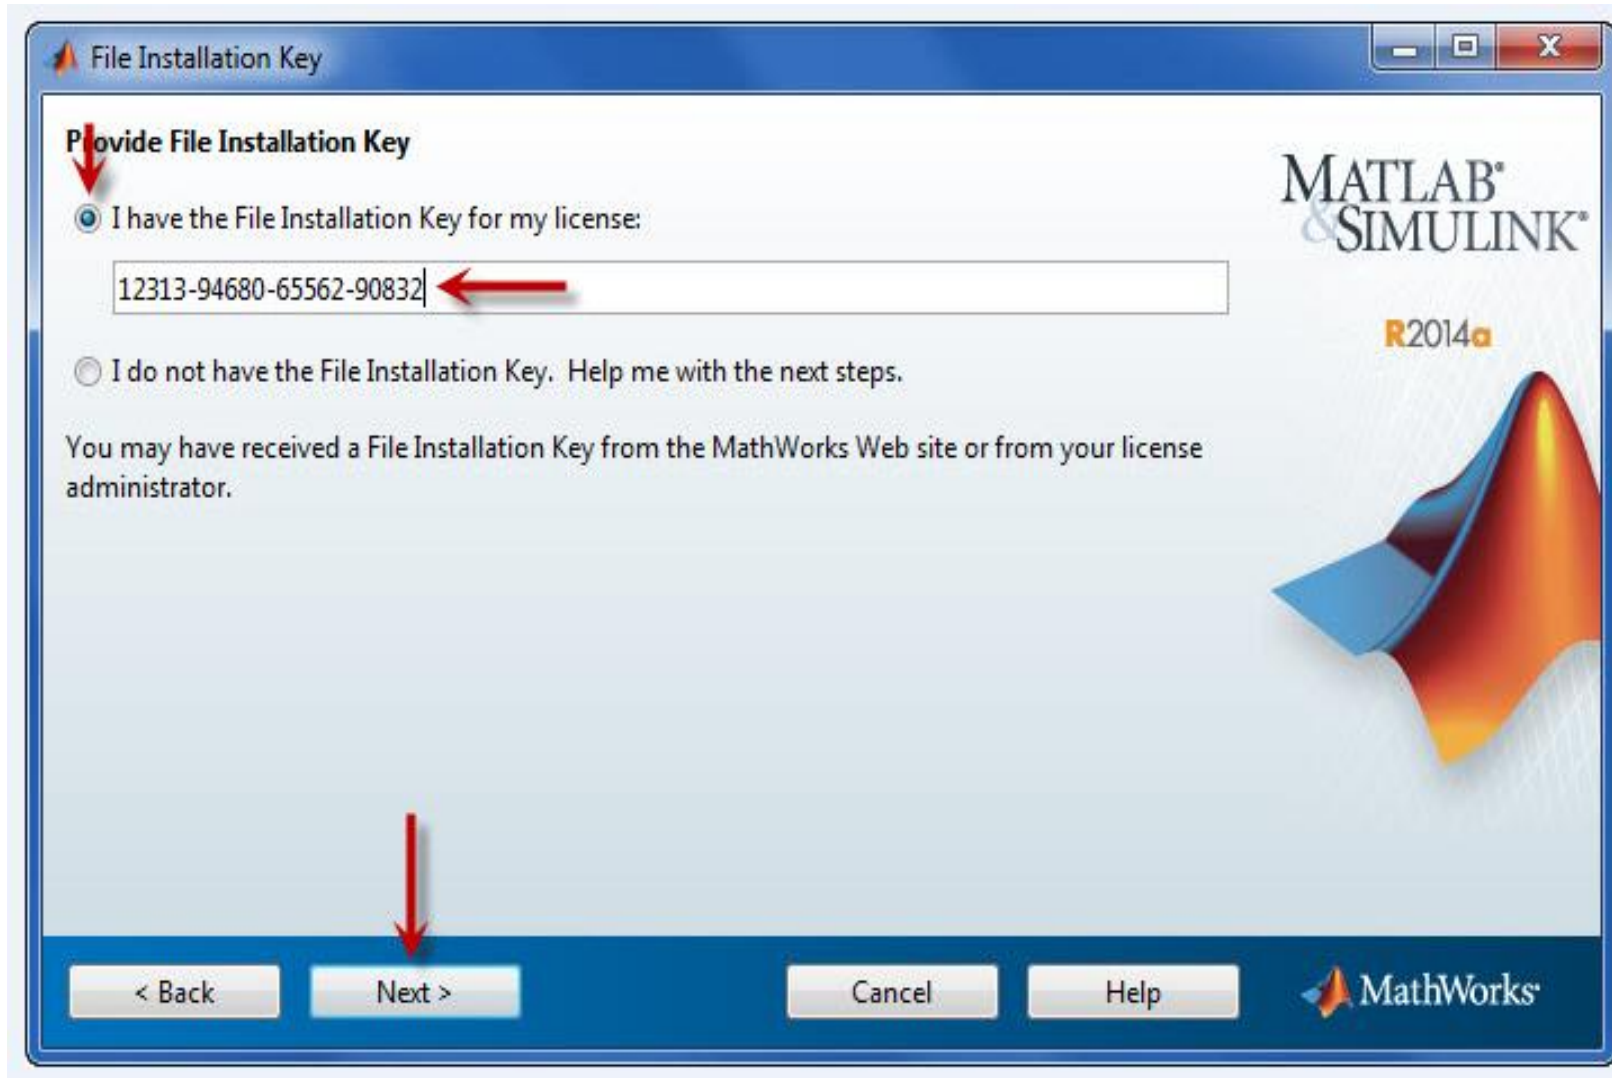 File Installation Key
Provide File Installation Key
I have the File Installation Key for my license:
12313-94680-65562-90832
I do not have the File Installation Key.  Help me with the next steps.
You may have received a File Installation Key from the MathWorks Web site or from your license
administrator.
MATLAB®
&SIMULINK®
R2014a
< Back
Next >
Cancel
Help
MathWorks®